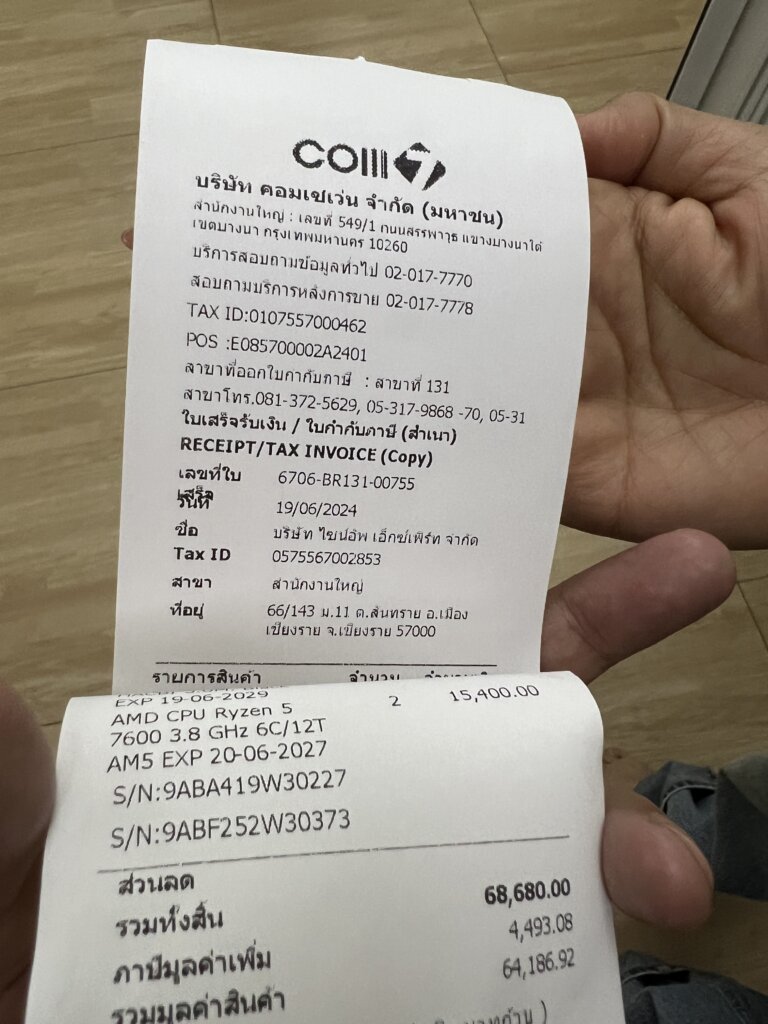 COM7
บริษัท คอมเซเว่น จำกัด (มหาชน)
สำนักงานใหญ่ : เลขที่ 549/1 ถนนสรรพาวุธ แขวงบางนาใต้
เขตบางนา กรุงเทพมหานคร 10260
บริการสอบถามข้อมูลทั่วไป 02-017-7770
สอบถามบริการหลังการขาย 02-017-7778
TAX ID:0107557000462
POS :E085700002A2401
สาขาที่ออกใบกำกับภาษี : สาขาที่ 131
สาขาโทร.081-372-5629, 05-317-9868 -70, 05-31
ใบเสร็จรับเงิน / ใบกำกับภาษี (สำเนา)
RECEIPT/TAX INVOICE (Copy)
เลขที่ใบเสร็จ 6706-BR131-00755
วันที่ 19/06/2024
ชื่อ บริษัท ไซน์อัพ เอ็กซ์เพิร์ท จำกัด
Tax ID 0575567002853
สาขา สำนักงานใหญ่
ที่อยู่ 66/143 ม.11 ต.สันทราย อ.เมือง
เชียงราย จ.เชียงราย 57000
รายการสินค้า จำนวน
EXP 19-06-2029
AMD CPU Ryzen 5 2 15,400.00
7600 3.8 GHz 6C/12T
AM5 EXP 20-06-2027
S/N:9ABA419W30227
S/N:9ABF252W30373
ส่วนลด
รวมทั้งสิ้น 68,680.00
ภาษีมูลค่าเพิ่ม 4,493.08
รวมมูลค่าสินค้า 64,186.92